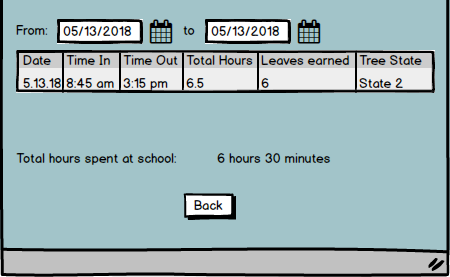 From: 05/13/2018 to 05/13/2018
Date Time In Time Out Total Hours Leaves earned Tree State
5.13.18 8:45 am 3:15 pm 6.5 6 State 2
Total hours spent at school: 6 hours 30 minutes
Back